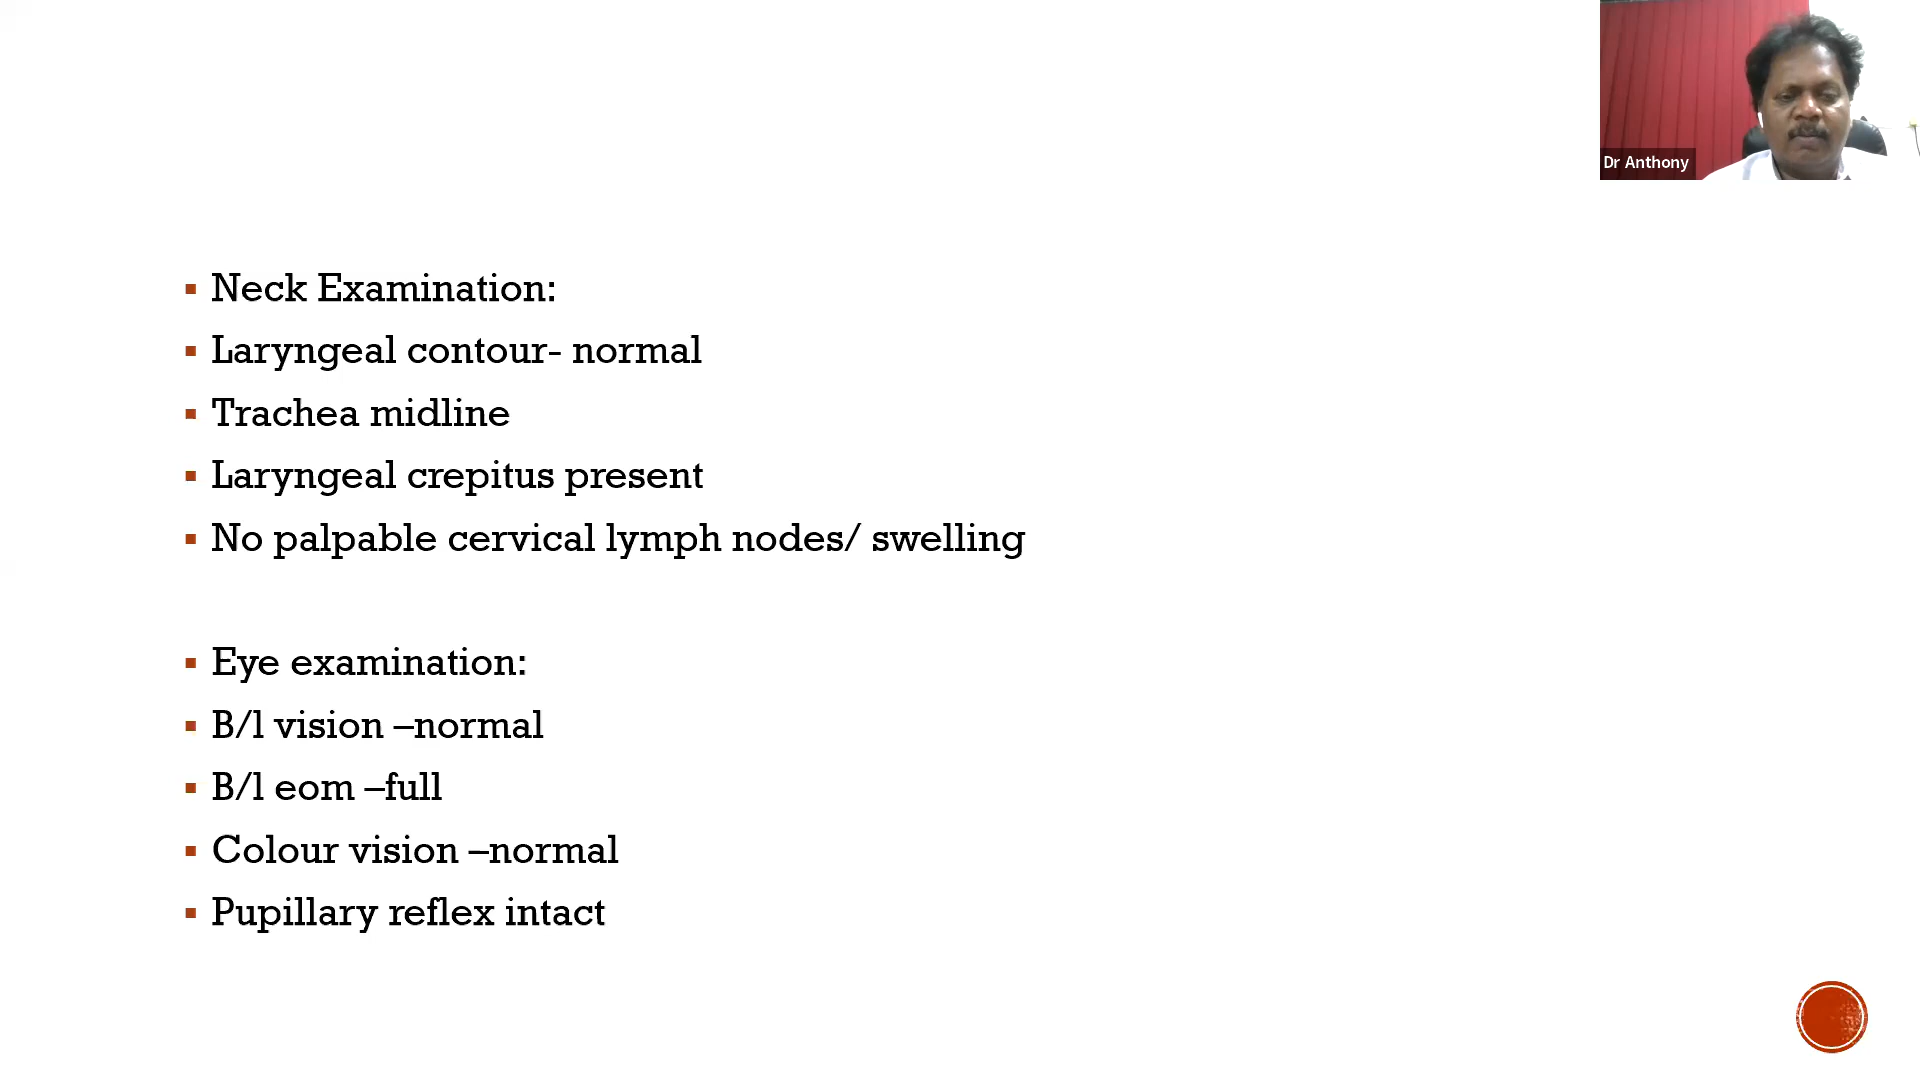 Dr Anthony
Neck Examination:
Laryngeal contour- normal
Trachea midline
Laryngeal crepitus present
No palpable cervical lymph nodes/ swelling
Eye examination:
B/l vision –normal
B/l eom –full
Colour vision –normal
Pupillary reflex intact